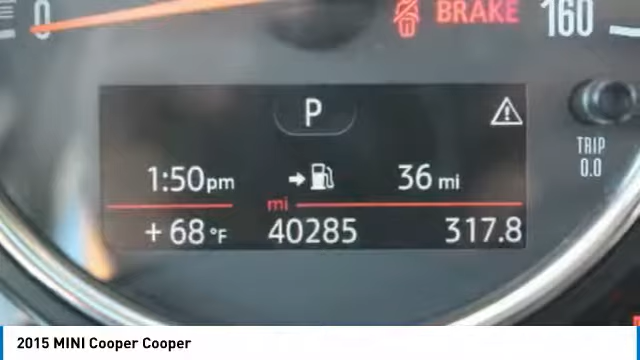 0
BRAKE
160
P
TRIP
0.0
1:50pm
36 mi
mi
+68 °F
40285
317.8
2015 MINI Cooper Cooper